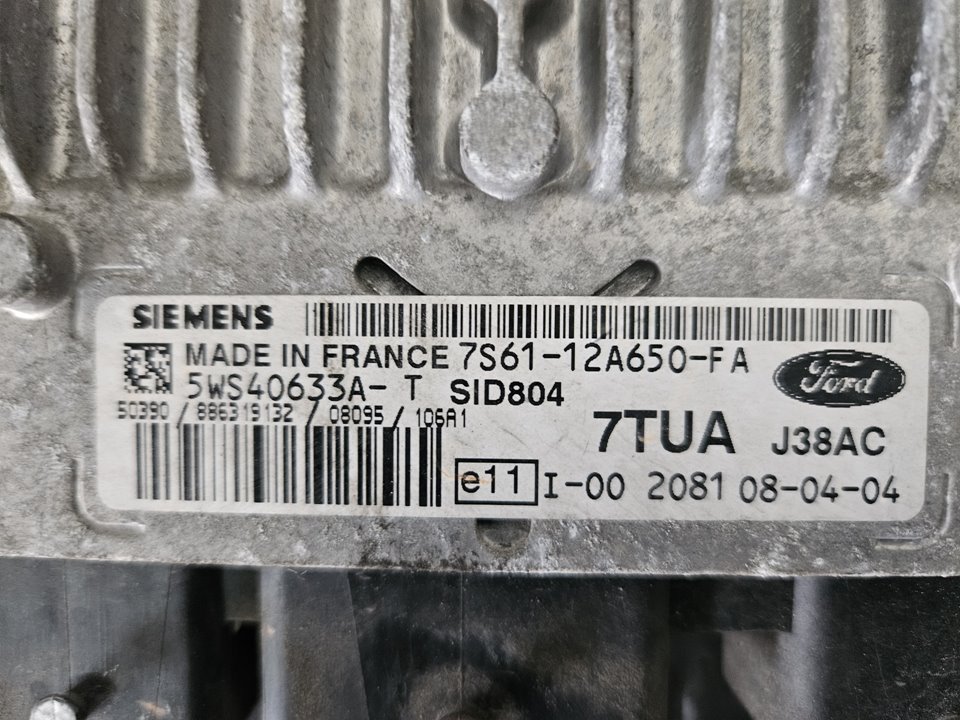 SIEMENS
MADE IN FRANCE 7S61-12A650-FA
5WS40633A- T SID804
Ford
50390 / 886319132 / 08095 / 106A1
7TUA J38AC
e11 I-00 2081 08-04-04